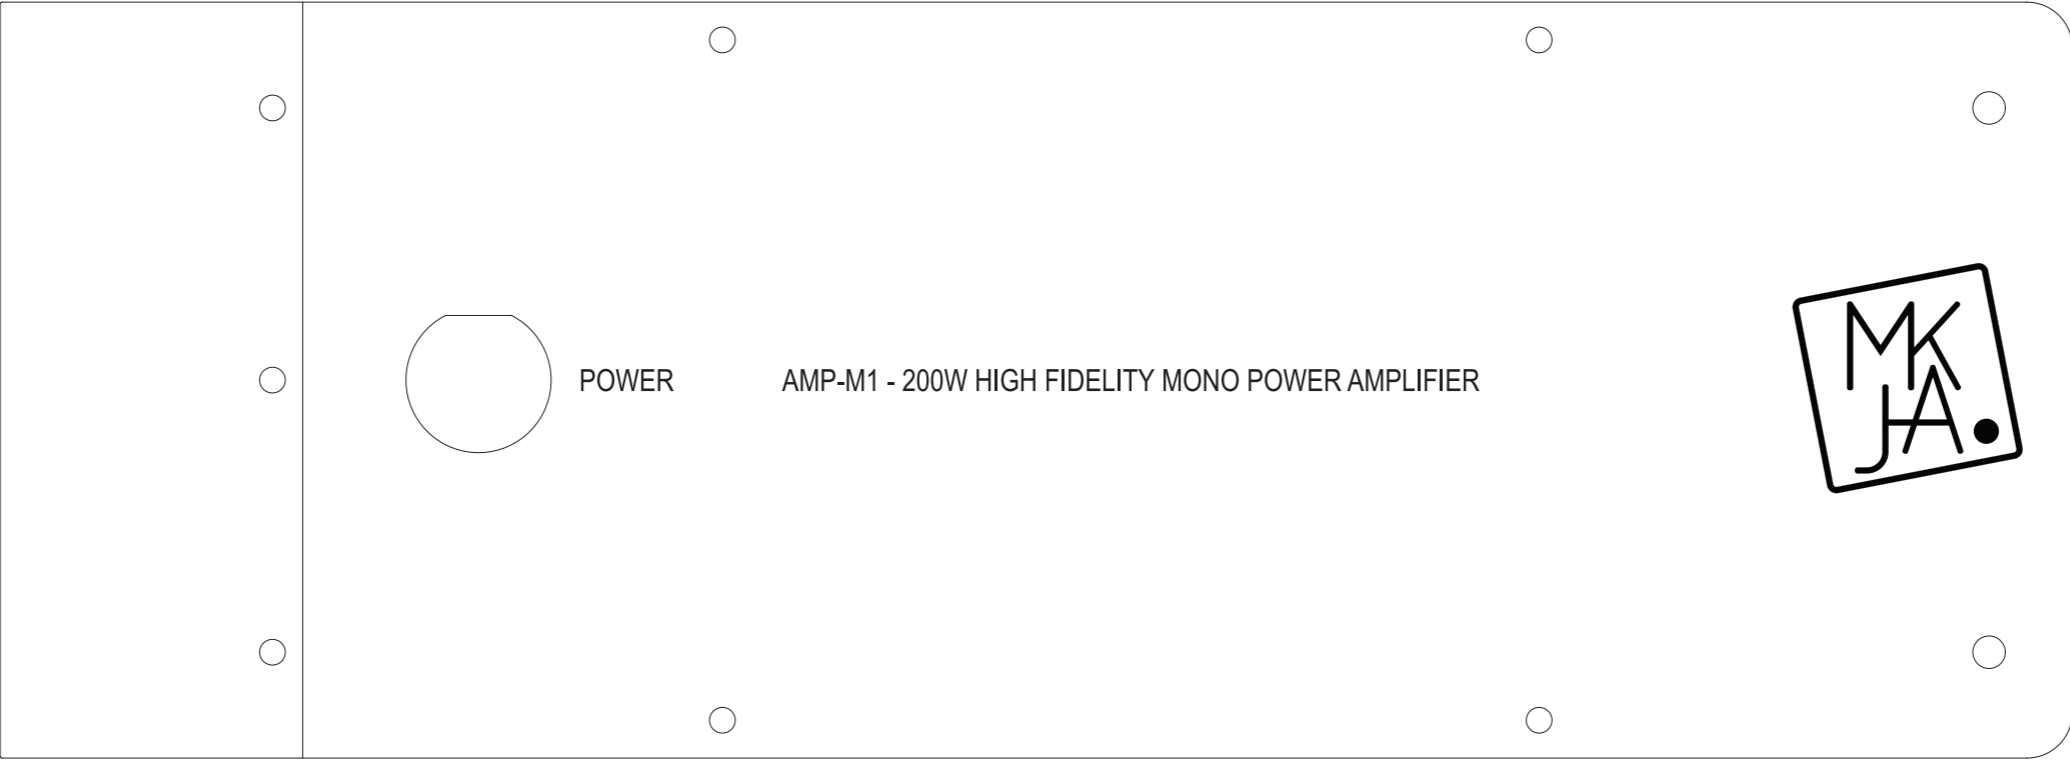 POWER
AMP-M1 - 200W HIGH FIDELITY MONO POWER AMPLIFIER
MK
JA.